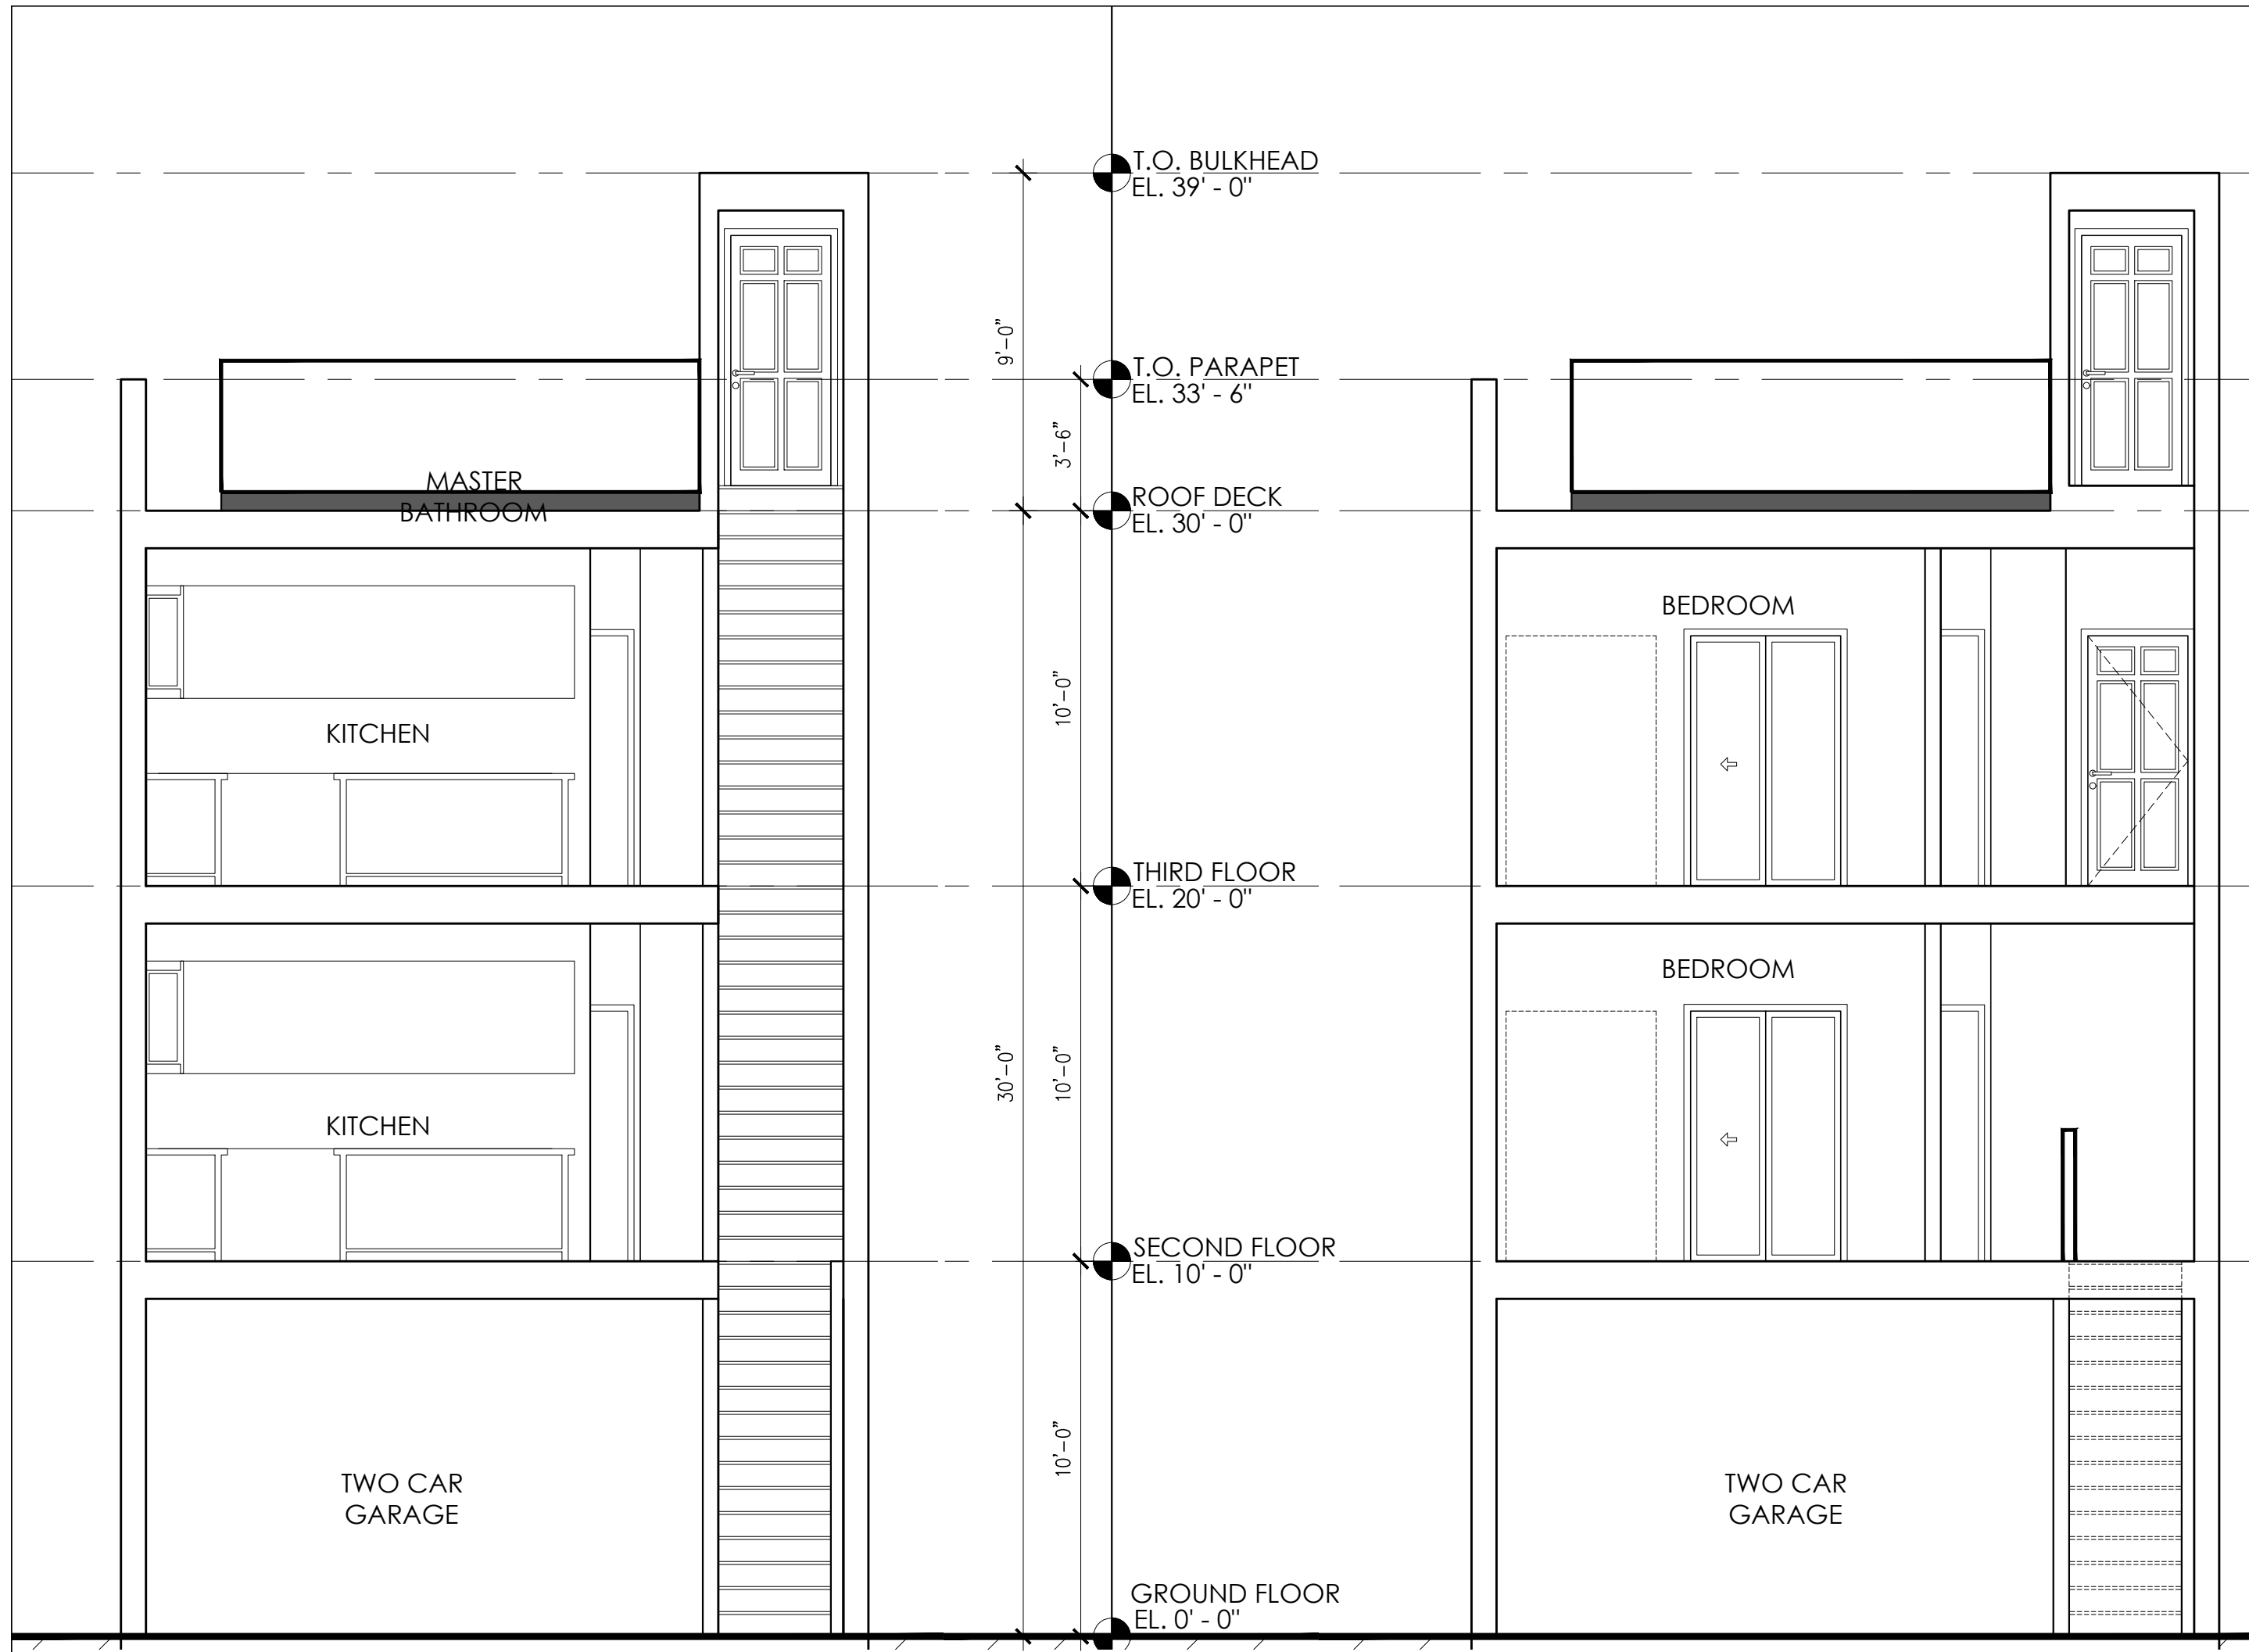 T.O. BULKHEAD
EL. 39' - 0"
9'-0"
T.O. PARAPET
EL. 33' - 6"
3'-6"
MASTER
BATHROOM
ROOF DECK
EL. 30' - 0"
BEDROOM
10'-0"
KITCHEN
THIRD FLOOR
EL. 20' - 0"
BEDROOM
30'-0"
10'-0"
KITCHEN
SECOND FLOOR
EL. 10' - 0"
10'-0"
TWO CAR
GARAGE
TWO CAR
GARAGE
GROUND FLOOR
EL. 0' - 0"